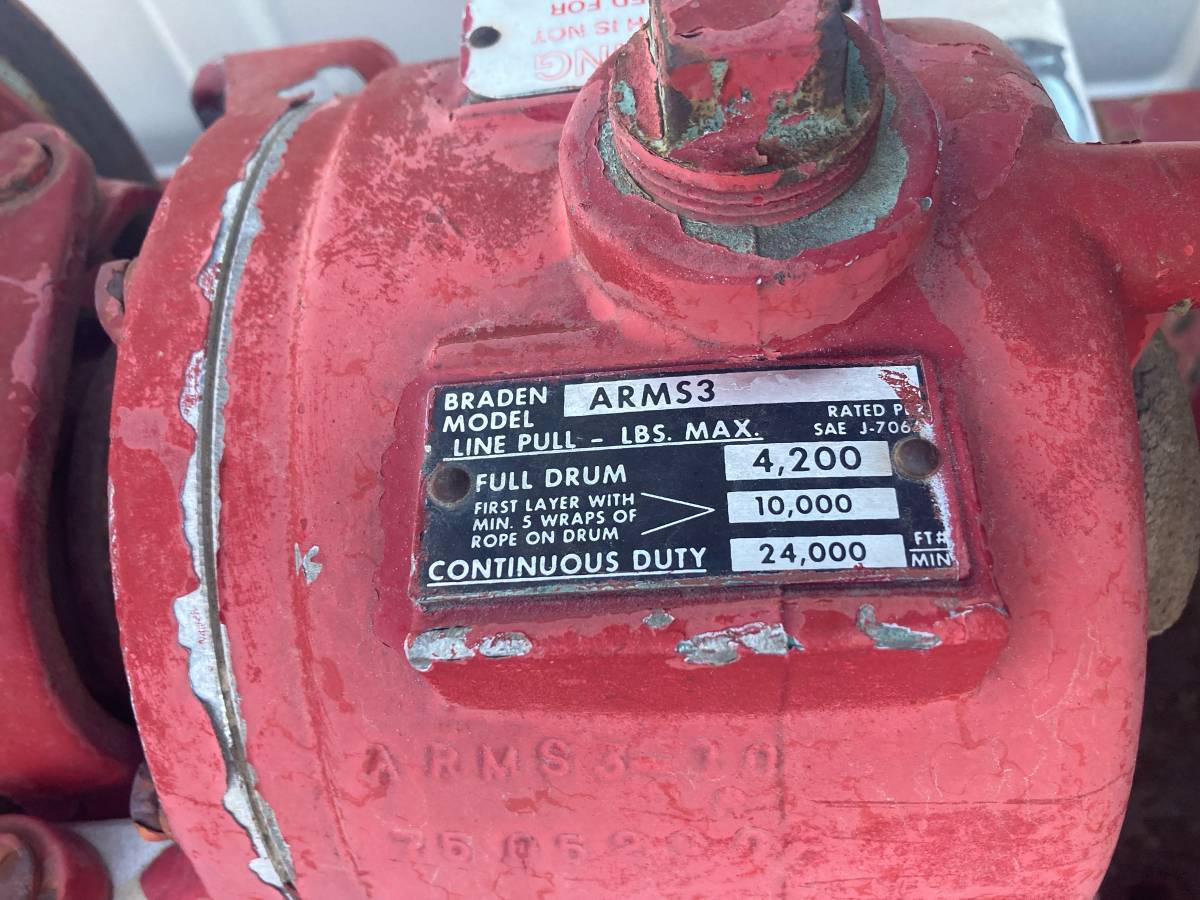 BRADEN MODEL ARMS3
LINE PULL - LBS. MAX.
RATED
SAE J-706
FULL DRUM 4,200
FIRST LAYER WITH
MIN. 5 WRAPS OF
ROPE ON DRUM
10,000
CONTINUOUS DUTY 24,000 FT# MIN
ARMS3-